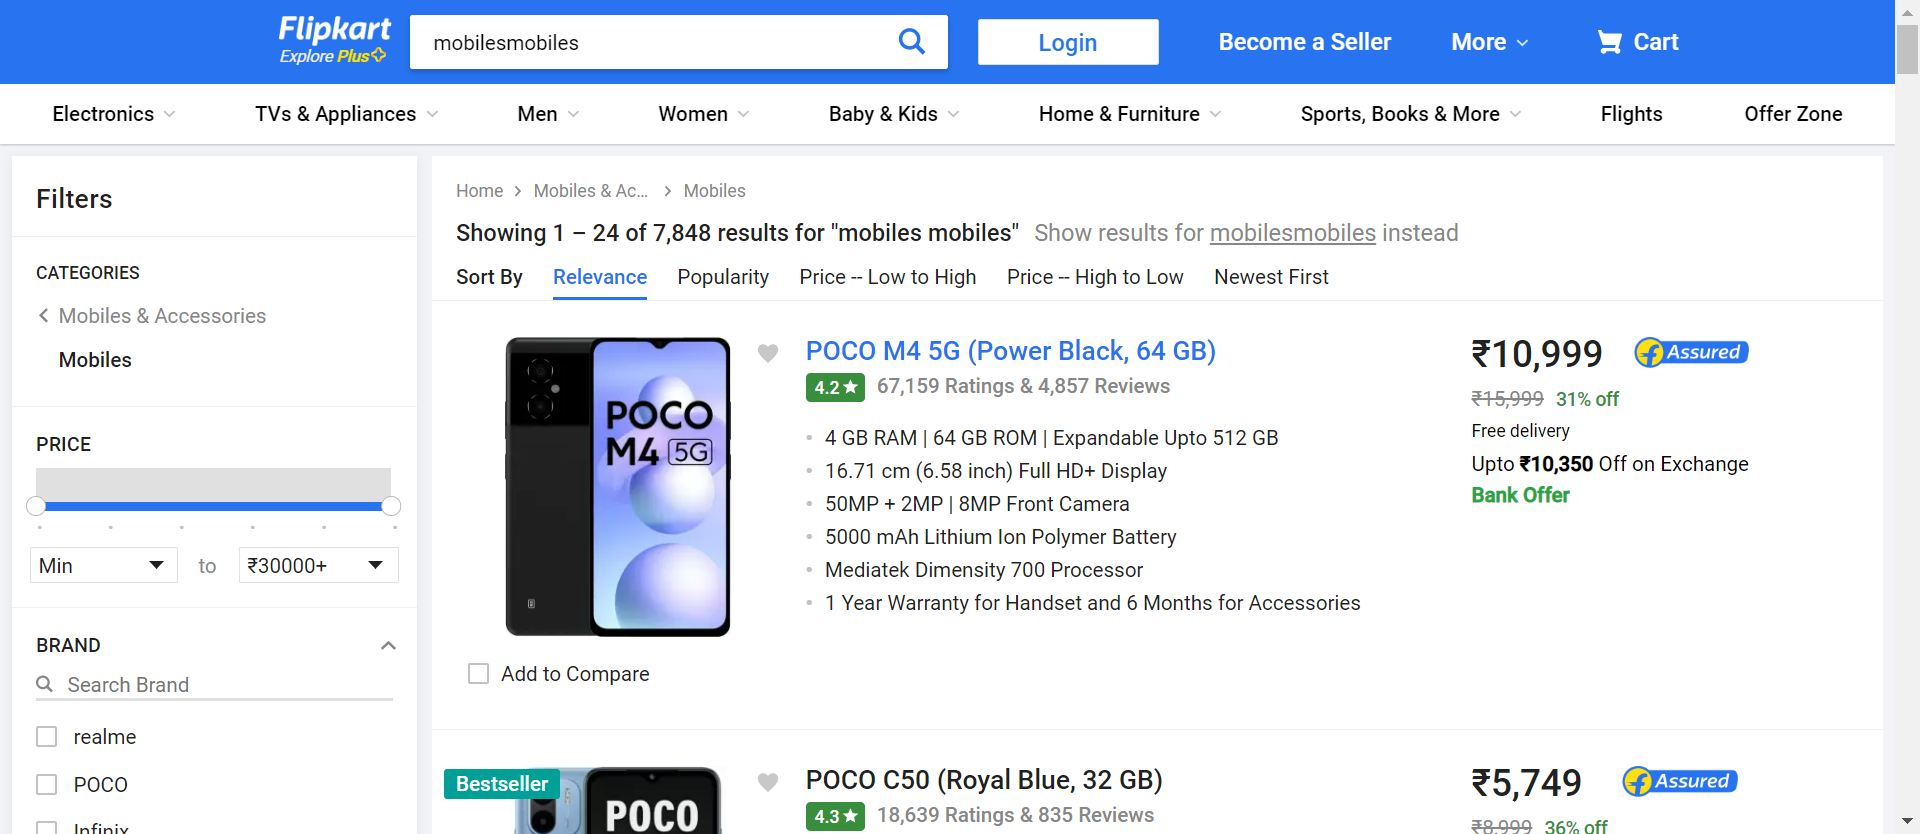 Flipkart
Explore Plus
mobilesmobiles
Login
Become a Seller
More
Cart
Electronics
TVs & Appliances
Men
Women
Baby & Kids
Home & Furniture
Sports, Books & More
Flights
Offer Zone
Filters
CATEGORIES
Mobiles & Accessories
Mobiles
PRICE
Min
to
₹30000+
BRAND
Search Brand
realme
POCO
Infinix
Home
Mobiles & Ac...
Mobiles
Showing 1 – 24 of 7,848 results for "mobiles mobiles" Show results for mobilesmobiles instead
Sort By
Relevance
Popularity
Price -- Low to High
Price -- High to Low
Newest First
POCO
M4 5G
Add to Compare
POCO M4 5G (Power Black, 64 GB)
4.2 67,159 Ratings & 4,857 Reviews
4 GB RAM | 64 GB ROM | Expandable Upto 512 GB
16.71 cm (6.58 inch) Full HD+ Display
50MP + 2MP | 8MP Front Camera
5000 mAh Lithium Ion Polymer Battery
Mediatek Dimensity 700 Processor
1 Year Warranty for Handset and 6 Months for Accessories
₹10,999
Assured
₹15,999 31% off
Free delivery
Upto ₹10,350 Off on Exchange
Bank Offer
Bestseller
POCO
POCO C50 (Royal Blue, 32 GB)
4.3 18,639 Ratings & 835 Reviews
₹5,749
Assured
₹8,999 36% off